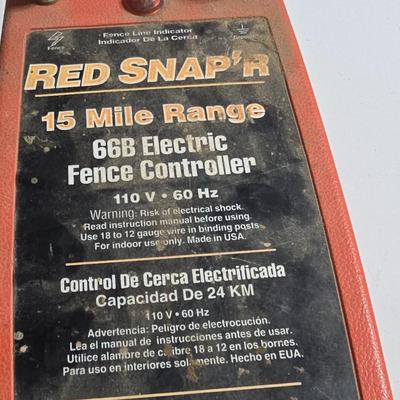 Fence Line Indicator
Indicador De La Cerca
Fence
RED SNAP'R
15 Mile Range
66B Electric
Fence Controller
110 V • 60 Hz
Warning: Risk of electrical shock.
Read instruction manual before using.
Use 18 to 12 gauge wire in binding posts.
For indoor use only. Made in USA.
Control De Cerca Electrificada
Capacidad De 24 KM
110 V • 60 Hz
Advertencia: Peligro de electrocución.
Lea el manual de instrucciones antes de usar.
Utilice alambre de calibre 18 a 12 en los bornes.
Para uso en interiores solamente. Hecho en EUA.